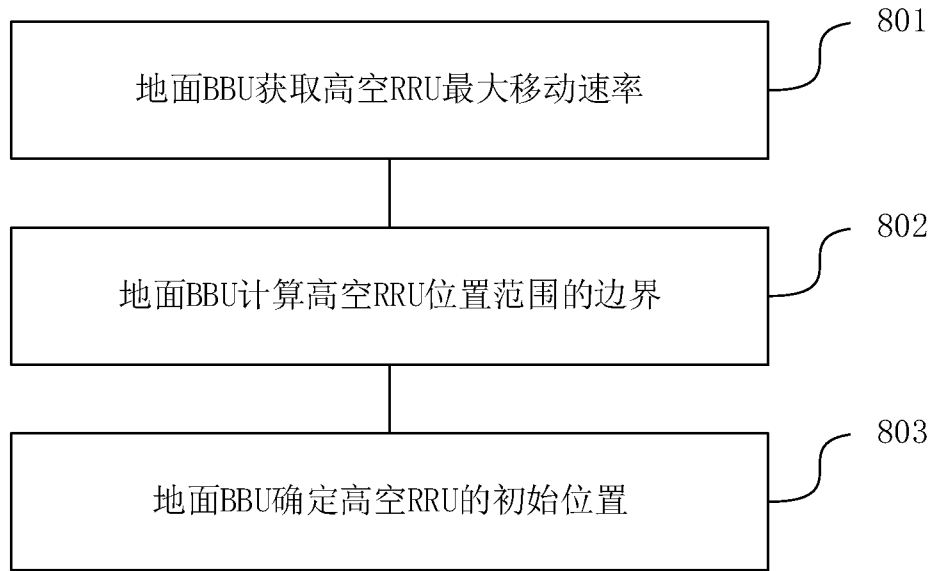 801
地面BBU获取高空RRU最大移动速率
802
地面BBU计算高空RRU位置范围的边界
803
地面BBU确定高空RRU的初始位置